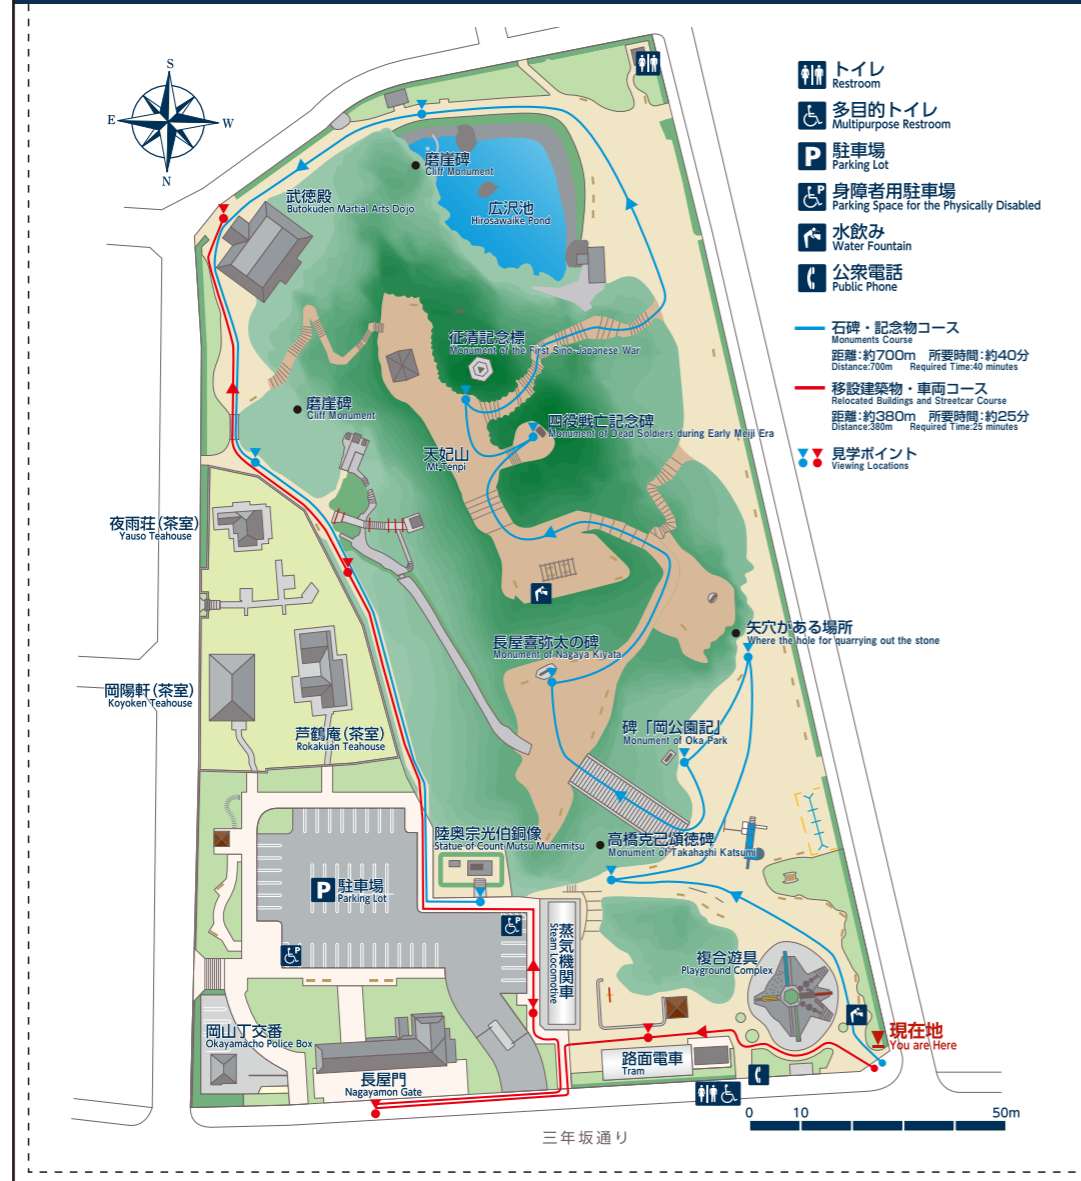 S
E
W
N
トイレ
Restroom
多目的トイレ
Multipurpose Restroom
P
駐車場
Parking Lot
P
身障者用駐車場
Parking Space for the Physically Disabled
水飲み
Water Fountain
公衆電話
Public Phone
石碑・記念物コース
Monuments Course
距離：約700m 所要時間：約40分
Distance:700m Required Time:40 minutes
移設建築物・車両コース
Relocated Buildings and Streetcar Course
距離：約380m 所要時間：約25分
Distance:380m Required Time:25 minutes
見学ポイント
Viewing Locations
磨崖碑
Cliff Monument
武徳殿
Butokuden Martial Arts Dojo
広沢池
Hirosawaike Pond
征清記念標
Monument of the First Sino-Japanese War
磨崖碑
Cliff Monument
四役戦亡記念碑
Monument of Dead Soldiers during Early Meiji Era
天妃山
Mt.Tenpi
夜雨荘（茶室）
Yauso Teahouse
矢穴がある場所
Where the hole for quarrying out the stone
長屋喜弥太の碑
Monument of Nagaya Kiyata
岡陽軒（茶室）
Koyoken Teahouse
芦鶴庵（茶室）
Rokakuan Teahouse
碑「岡公園記」
Monument of Oka Park
陸奥宗光伯銅像
Statue of Count Mutsu Munemitsu
高橋克己頌徳碑
Monument of Takahashi Katsumi
P
駐車場
Parking Lot
P
P
蒸気機関車
Steam Locomotive
複合遊具
Playground Complex
岡山丁交番
Okayamacho Police Box
現在地
You are Here
路面電車
Tram
長屋門
Nagayamon Gate
0 10 50m
三年坂通り